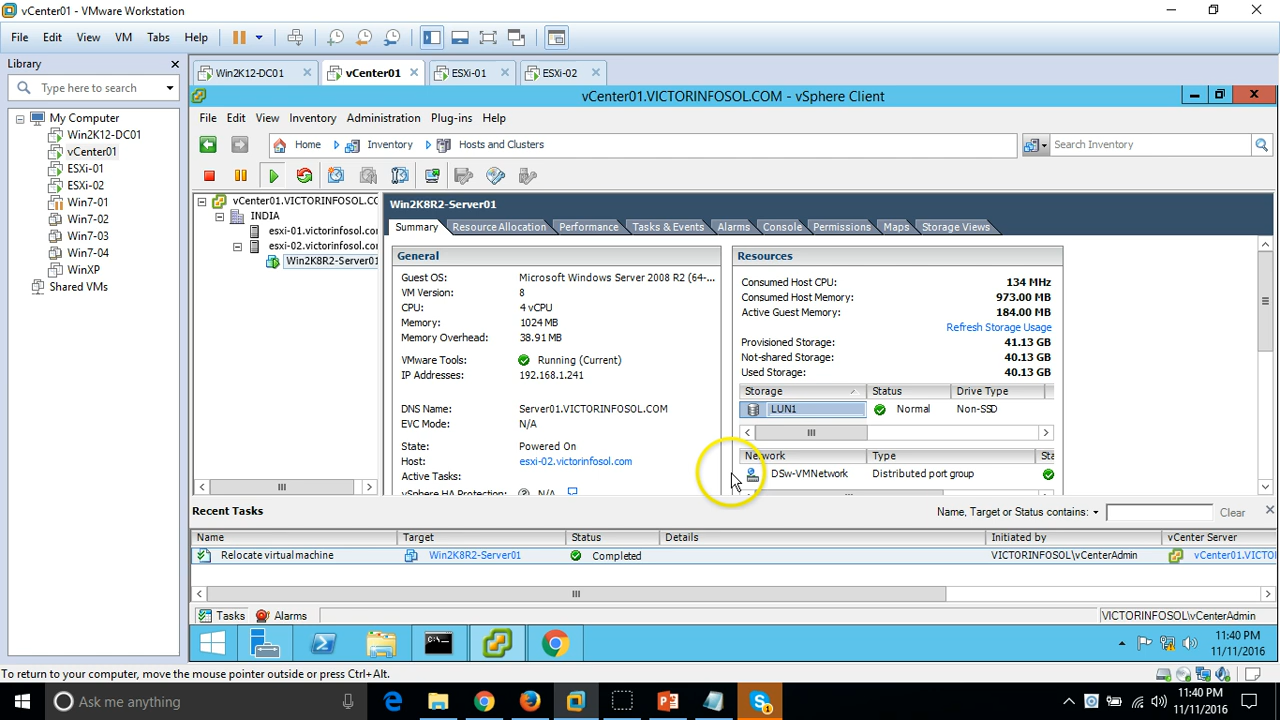 vCenter01 - VMware Workstation
File Edit View VM Tabs Help
Library
Type here to search
My Computer
Win2K12-DC01
vCenter01
ESXi-01
ESXi-02
Win7-01
Win7-02
Win7-03
Win7-04
WinXP
Shared VMs
Win2K12-DC01 vCenter01 ESXi-01 ESXi-02
vCenter01.VICTORINFOSOL.COM - vSphere Client
File Edit View Inventory Administration Plug-ins Help
Home Inventory Hosts and Clusters
Search Inventory
vCenter01.VICTORINFOSOL.CO
INDIA
esxi-01.victorinfosol.co
esxi-02.victorinfosol.co
Win2K8R2-Server01
Win2K8R2-Server01
Summary Resource Allocation Performance Tasks & Events Alarms Console Permissions Maps Storage Views
General
Guest OS: Microsoft Windows Server 2008 R2 (64-...
VM Version: 8
CPU: 4 vCPU
Memory: 1024 MB
Memory Overhead: 38.91 MB
VMware Tools: Running (Current)
IP Addresses: 192.168.1.241
DNS Name: Server01.VICTORINFOSOL.COM
EVC Mode: N/A
State: Powered On
Host: esxi-02.victorinfosol.com
Active Tasks:
vSphere HA Protection: N/A
Resources
Consumed Host CPU: 134 MHz
Consumed Host Memory: 973.00 MB
Active Guest Memory: 184.00 MB
Refresh Storage Usage
Provisioned Storage: 41.13 GB
Not-shared Storage: 40.13 GB
Used Storage: 40.13 GB
Storage Status Drive Type
LUN1 Normal Non-SSD
Network Type Sta
DSw-VMNetwork Distributed port group
Recent Tasks
Name, Target or Status contains: Clear
Name Target Status Details Initiated by vCenter Server
Relocate virtual machine Win2K8R2-Server01 Completed VICTORINFOSOL\vCenterAdmin vCenter01.VICTO
Tasks Alarms
VICTORINFOSOL\vCenterAdmin
11:40 PM
11/11/2016
To return to your computer, move the mouse pointer outside or press Ctrl+Alt.
Ask me anything
11:40 PM
11/11/2016